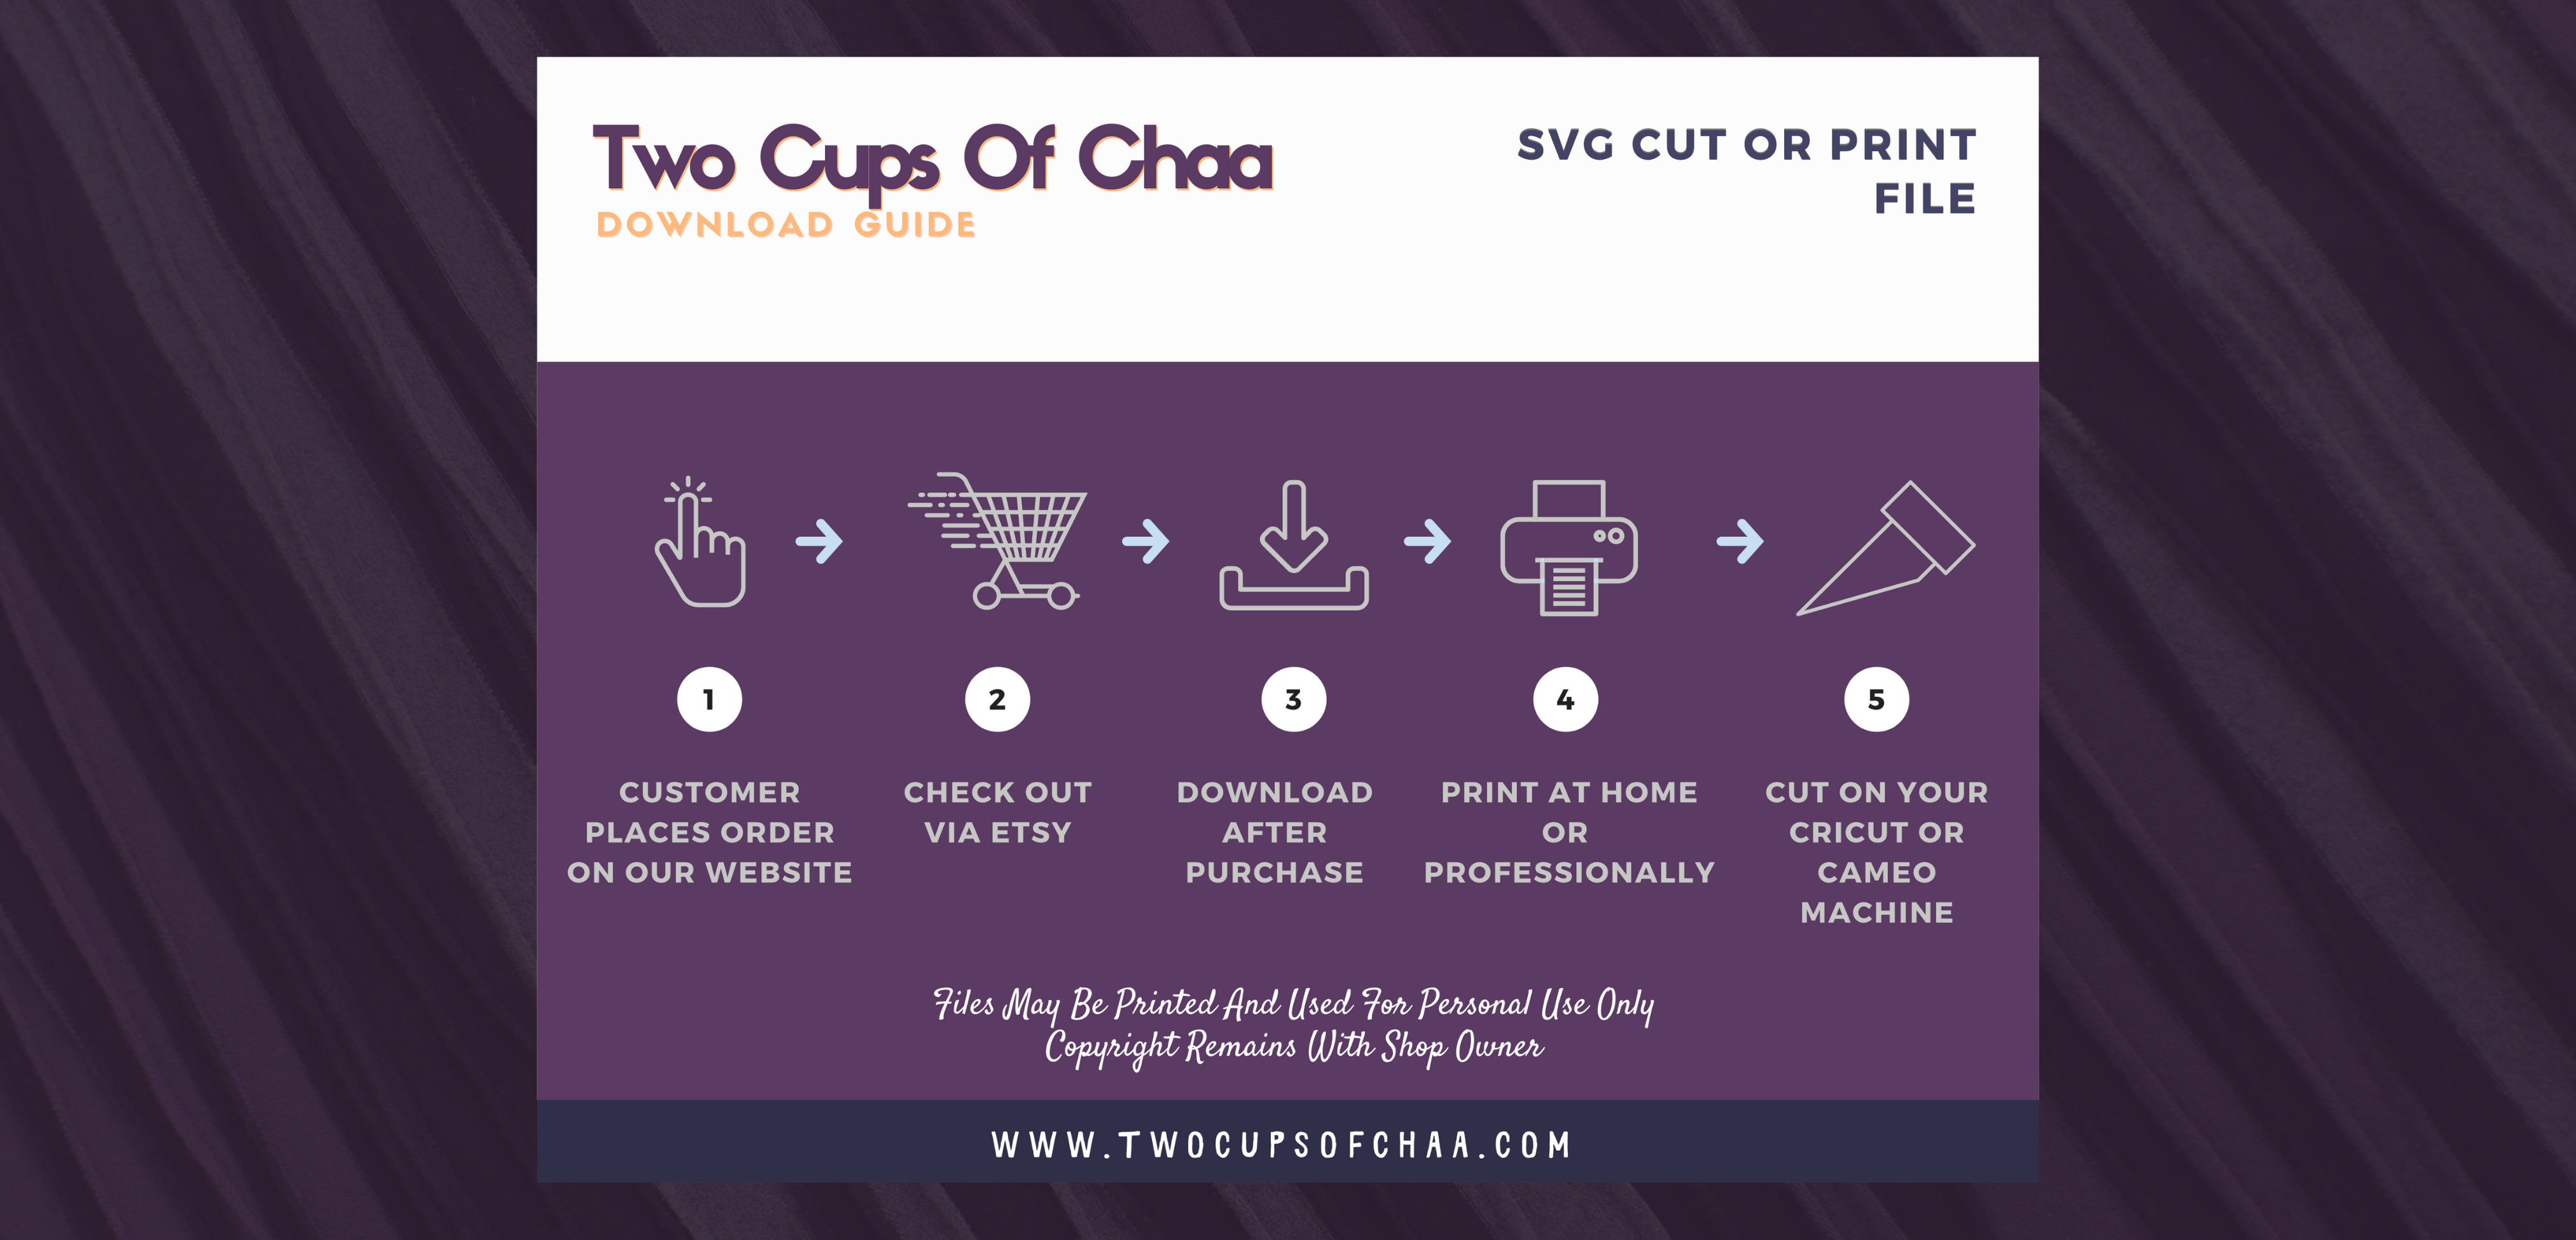 Two Cups Of Chaa
DOWNLOAD GUIDE
SVG CUT OR PRINT
FILE
1
CUSTOMER
PLACES ORDER
ON OUR WEBSITE
2
CHECK OUT
VIA ETSY
3
DOWNLOAD
AFTER
PURCHASE
4
PRINT AT HOME
OR
PROFESSIONALLY
5
CUT ON YOUR
CRICUT OR
CAMEO
MACHINE
Files May Be Printed And Used For Personal Use Only
Copyright Remains With Shop Owner
WWW.TWOCUPSOFCHAA.COM